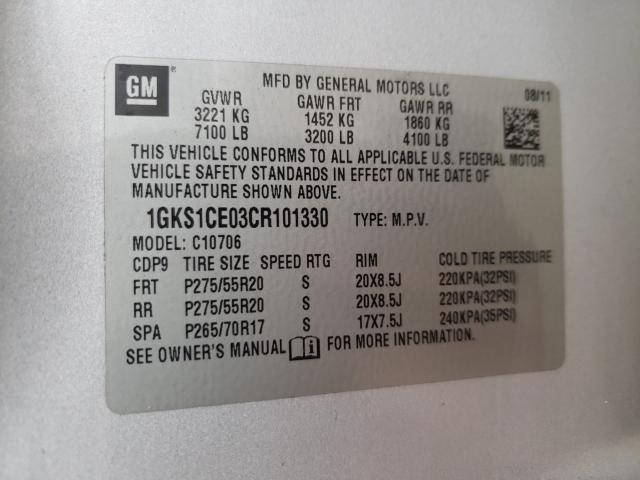 GM
®
MFD BY GENERAL MOTORS LLC
08/11
GVWR GAWR FRT GAWR RR
3221 KG 1452 KG 1860 KG
7100 LB 3200 LB 4100 LB
THIS VEHICLE CONFORMS TO ALL APPLICABLE U.S. FEDERAL MOTOR
VEHICLE SAFETY STANDARDS IN EFFECT ON THE DATE OF
MANUFACTURE SHOWN ABOVE.
1GKS1CE03CR101330 TYPE: M.P.V.
MODEL: C10706
CDP9 TIRE SIZE SPEED RTG RIM COLD TIRE PRESSURE
FRT P275/55R20 S 20X8.5J 220KPA(32PSI)
RR P275/55R20 S 20X8.5J 220KPA(32PSI)
SPA P265/70R17 S 17X7.5J 240KPA(35PSI)
SEE OWNER'S MANUAL FOR MORE INFORMATION.